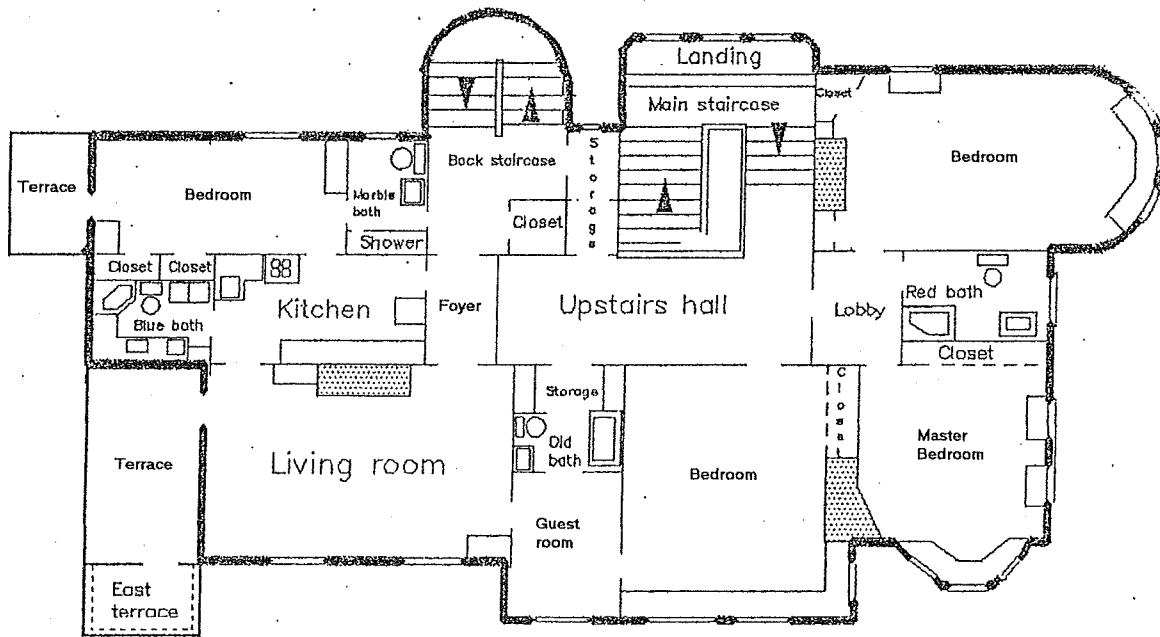 Landing
Closet
Main staircase
Storage
Back staircase
Bedroom
Terrace
Bedroom
Marble
bath
Closet
Shower
Closet
Closet
Red bath
Kitchen
Foyer
Upstairs hall
Lobby
Blue bath
Closet
Storage
Closet
Old
bath
Master
Bedroom
Terrace
Living room
Bedroom
Guest
room
East
terrace